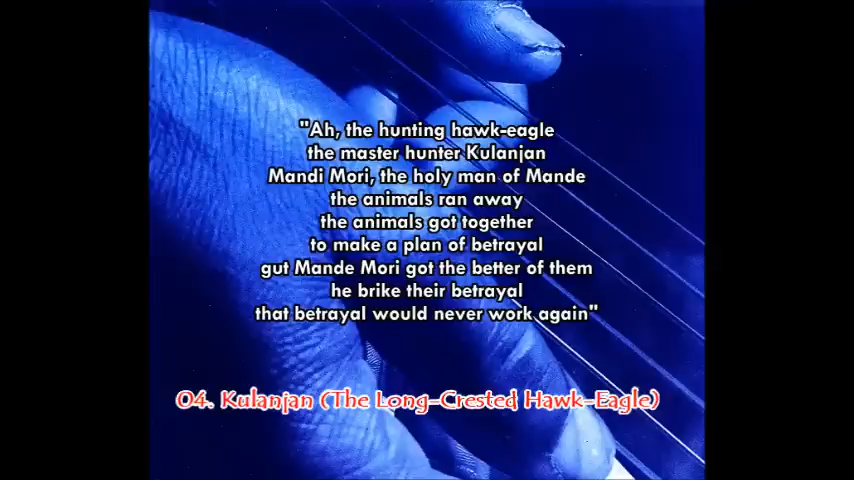 "Ah, the hunting hawk-eagle
the master hunter Kulanjan
Mandi Mori, the holy man of Mande
the animals ran away
the animals got together
to make a plan of betrayal
gut Mande Mori got the better of them
he brike their betrayal
that betrayal would never work again"
04. Kulanjan (The Long-Crested Hawk-Eagle)